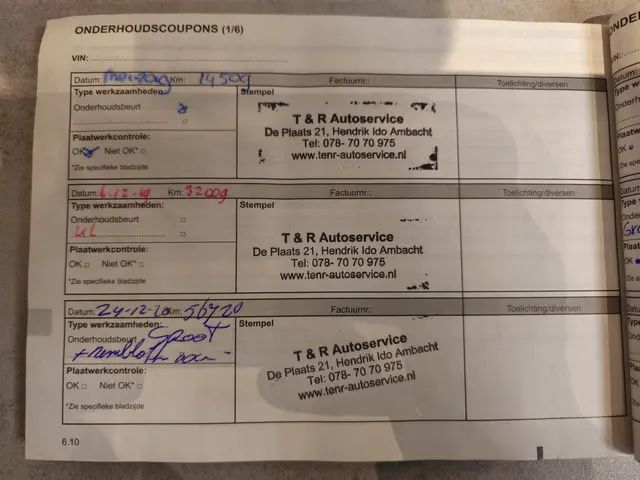 ONDERHOUDSCOUPONS (1/6)
VIN:
Datum: Km: 14509 Factuurnr.: Toelichting/diversen
Type werkzaamheden: Stempel
Onderhoudsbeurt
T & R Autoservice
De Plaats 21, Hendrik Ido Ambacht
Tel: 078- 70 70 975
www.tenr-autoservice.nl
Plaatwerkcontrole:
OK Niet OK*
*Zie specifieke bladzijde
Datum: 6-12-19 Km: 32009 Factuurnr.: Toelichting/diversen
Type werkzaamheden: Stempel
Onderhoudsbeurt
T & R Autoservice
De Plaats 21, Hendrik Ido Ambacht
Tel: 078- 70 70 975
www.tenr-autoservice.nl
Plaatwerkcontrole:
OK Niet OK*
*Zie specifieke bladzijde
Datum: 24-12-20 Km: 56720 Factuurnr.: Toelichting/diversen
Type werkzaamheden: Stempel
Onderhoudsbeurt Groot
T & R Autoservice
De Plaats 21, Hendrik Ido Ambacht
Tel: 078- 70 70 975
www.tenr-autoservice.nl
Plaatwerkcontrole:
OK Niet OK*
*Zie specifieke bladzijde
6.10